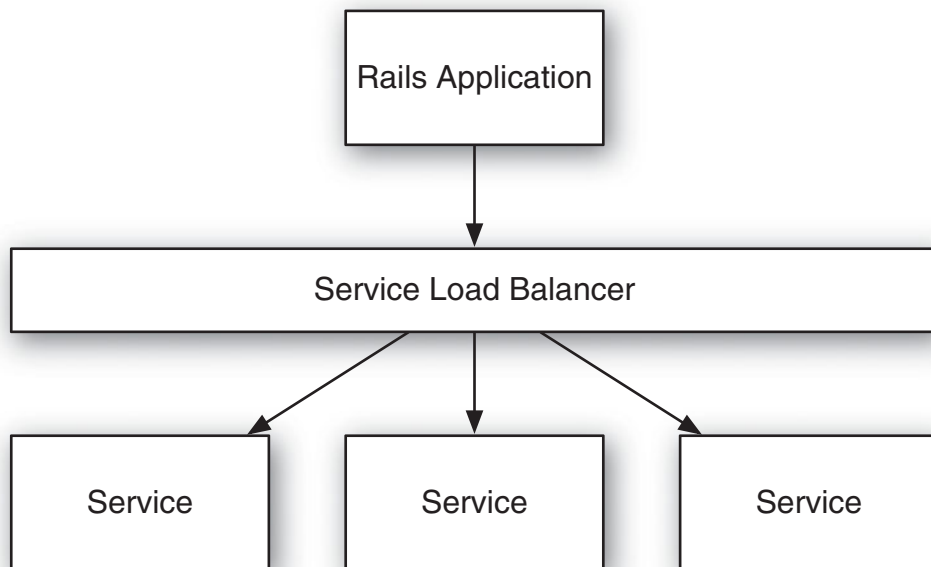 Rails Application
Service Load Balancer
Service
Service
Service